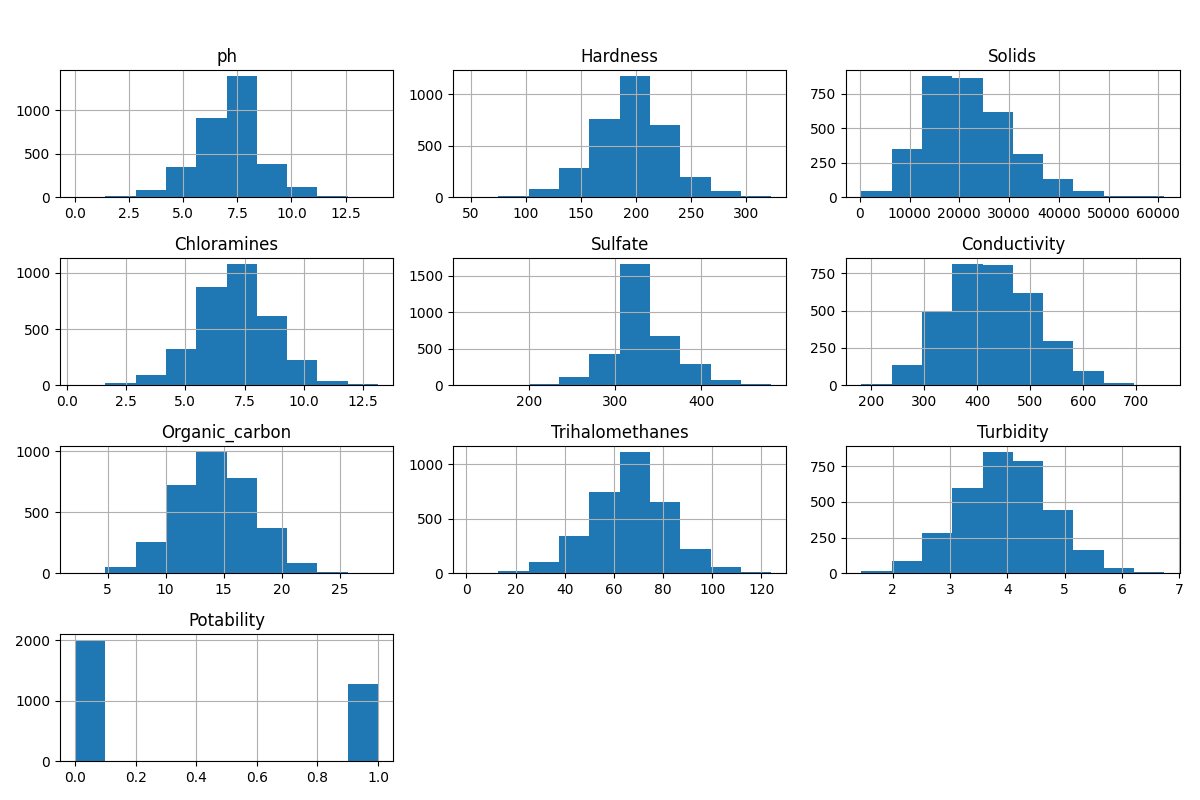 ph
1000
500
0
0.0 2.5 5.0 7.5 10.0 12.5
Hardness
1000
500
0
50 100 150 200 250 300
Solids
750
500
250
0
0 10000 20000 30000 40000 50000 60000
Chloramines
1000
500
0
0.0 2.5 5.0 7.5 10.0 12.5
Sulfate
1500
1000
500
0
200 300 400
Conductivity
750
500
250
0
200 300 400 500 600 700
Organic_carbon
1000
500
0
5 10 15 20 25
Trihalomethanes
1000
500
0
0 20 40 60 80 100 120
Turbidity
750
500
250
0
2 3 4 5 6 7
Potability
2000
1000
0
0.0 0.2 0.4 0.6 0.8 1.0